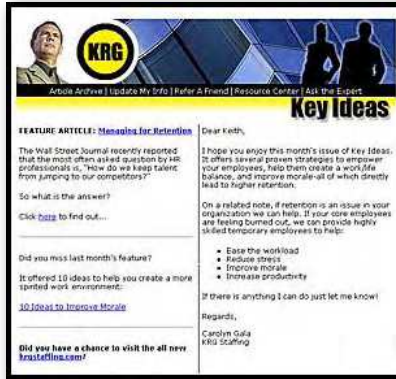 KRG
Article Archive | Update My Info | Refer A Friend | Resource Center | Ask the Expert
Key Ideas
FEATURE ARTICLE: Managing for Retention
The Wall Street Journal recently reported
that the most often asked question by HR
professionals is, "How do we keep talent
from jumping to our competitors?"
So what is the answer?
Click here to find out...
Did you miss last month's feature?
It offered 10 ideas to help you create a more
spirited work environment:
10 Ideas to Improve Morale
Did you have a chance to visit the all new
krgstaffing.com?
Dear Keith,
I hope you enjoy this month's issue of Key Ideas.
It offers several proven strategies to empower
your employees, help them create a work/life
balance, and improve morale-all of which directly
lead to higher retention.
On a related note, if retention is an issue in your
organization we can help. If your core employees
are feeling burned out, we can provide highly
skilled temporary employees to help:
• Ease the workload
• Reduce stress
• Improve morale
• Increase productivity
If there is anything I can do just let me know!
Regards,
Carolyn Gala
KRG Staffing